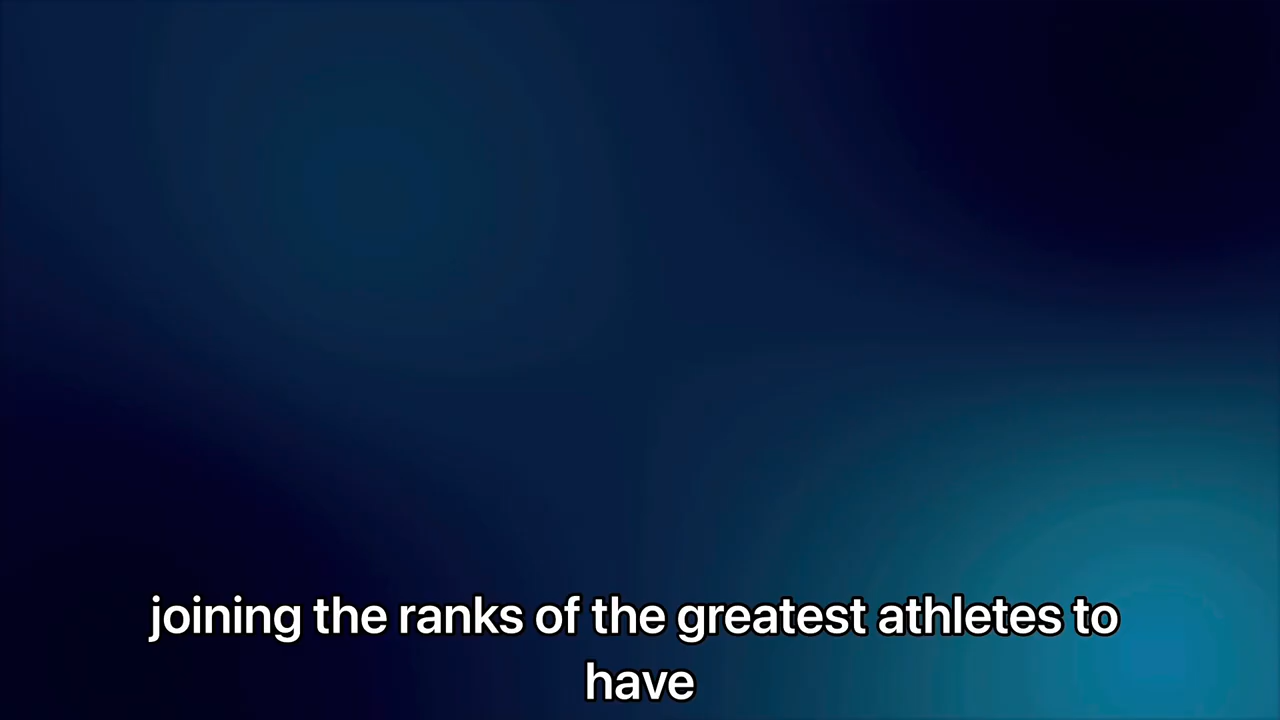 joining the ranks of the greatest athletes to
have